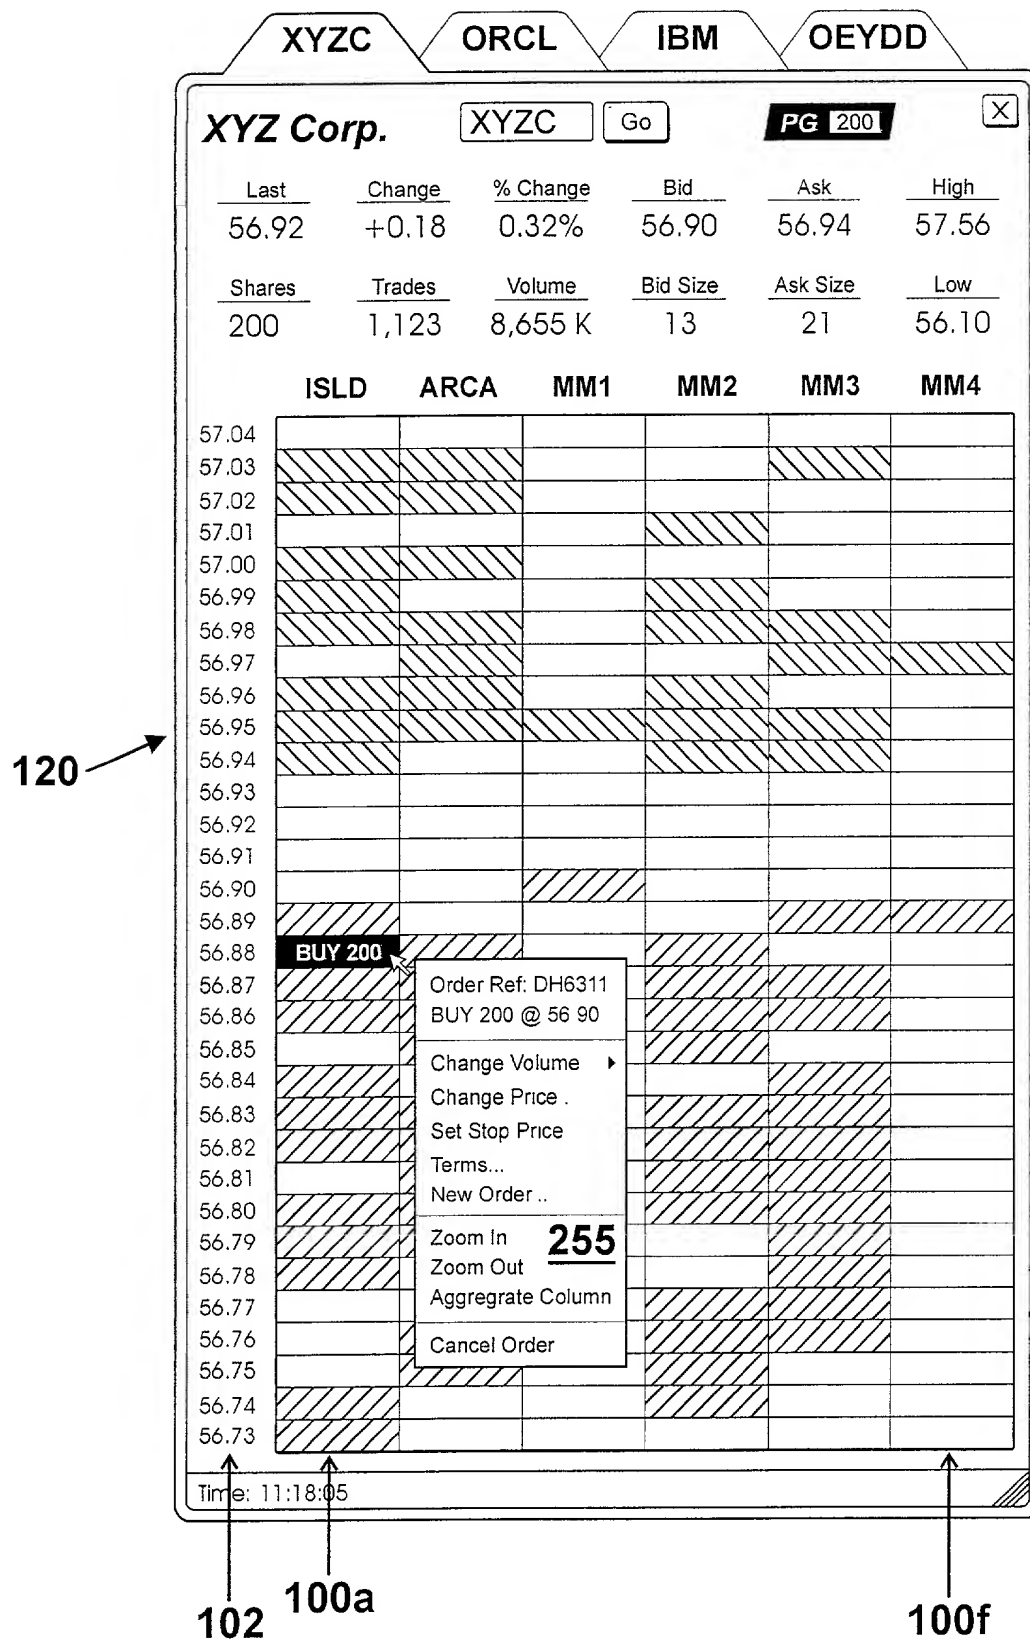 XYZC ORCL IBM OEYDD
XYZ Corp. XYZC Go PG 200 X
Last Change % Change Bid Ask High
56.92 +0.18 0.32% 56.90 56.94 57.56
Shares Trades Volume Bid Size Ask Size Low
200 1,123 8,655 K 13 21 56.10
ISLD ARCA MM1 MM2 MM3 MM4
57.04
57.03
57.02
57.01
57.00
56.99
56.98
56.97
56.96
56.95
56.94
120
56.93
56.92
56.91
56.90
56.89
56.88 BUY 200
56.87
56.86
56.85
56.84
56.83
56.82
56.81
56.80
56.79
56.78
56.77
56.76
56.75
56.74
56.73
Order Ref: DH6311
BUY 200 @ 56 90
Change Volume
Change Price .
Set Stop Price
Terms...
New Order ..
Zoom In 255
Zoom Out
Aggregrate Column
Cancel Order
Time: 11:18:05
102 100a 100f